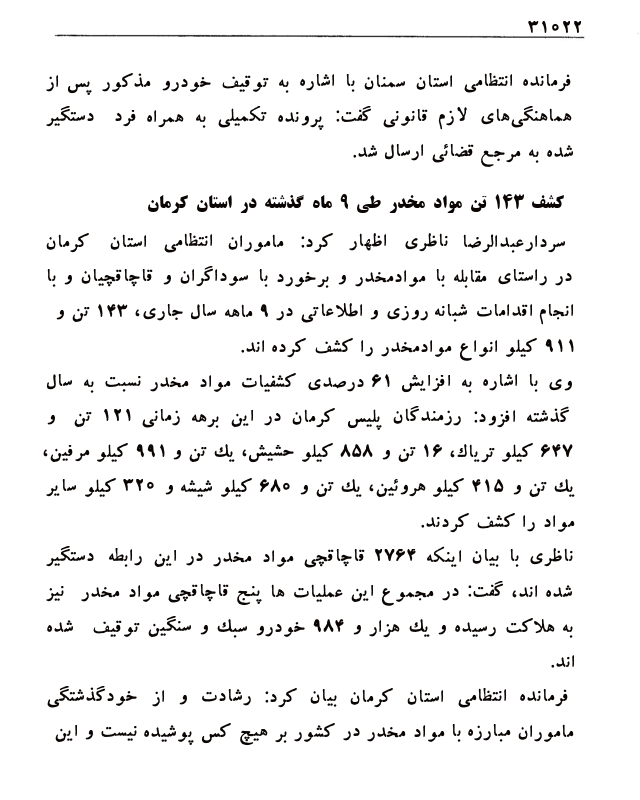 ۳۱۰۲۲
فرمانده انتظامی استان سمنان با اشاره به توقیف خودرو مذکور پس از
هماهنگی‌های لازم قانونی گفت: پرونده تکمیلی به همراه فرد دستگیر
شده به مرجع قضائی ارسال شد.
کشف ۱۴۳ تن مواد مخدر طی ۹ ماه گذشته در استان کرمان
سردارعبدالرضا ناظری اظهار کرد: ماموران انتظامی استان کرمان
در راستای مقابله با موادمخدر و برخورد با سوداگران و قاچاقچیان و با
انجام اقدامات شبانه روزی و اطلاعاتی در ۹ ماهه سال جاری، ۱۴۳ تن و
۹۱۱ کیلو انواع موادمخدر را کشف کرده اند.
وی با اشاره به افزایش ۶۱ درصدی کشفیات مواد مخدر نسبت به سال
گذشته افزود: رزمندگان پلیس کرمان در این برهه زمانی ۱۲۱ تن و
۶۴۷ کیلو تریاك، ۱۶ تن و ۸۵۸ کیلو حشیش، یك تن و ۹۹۱ کیلو مرفین،
یك تن و ۴۱۵ کیلو هروئین، یك تن و ۶۸۰ کیلو شیشه و ۳۲۰ کیلو سایر
مواد را کشف کردند.
ناظری با بیان اینکه ۲۷۶۴ قاچاقچی مواد مخدر در این رابطه دستگیر
شده اند، گفت: در مجموع این عملیات ها پنج قاچاقچی مواد مخدر نیز
به هلاکت رسیده و یك هزار و ۹۸۴ خودرو سبك و سنگین توقیف شده
اند.
فرمانده انتظامی استان کرمان بیان کرد: رشادت و از خودگذشتگی
ماموران مبارزه با مواد مخدر در کشور بر هیچ کس پوشیده نیست و این